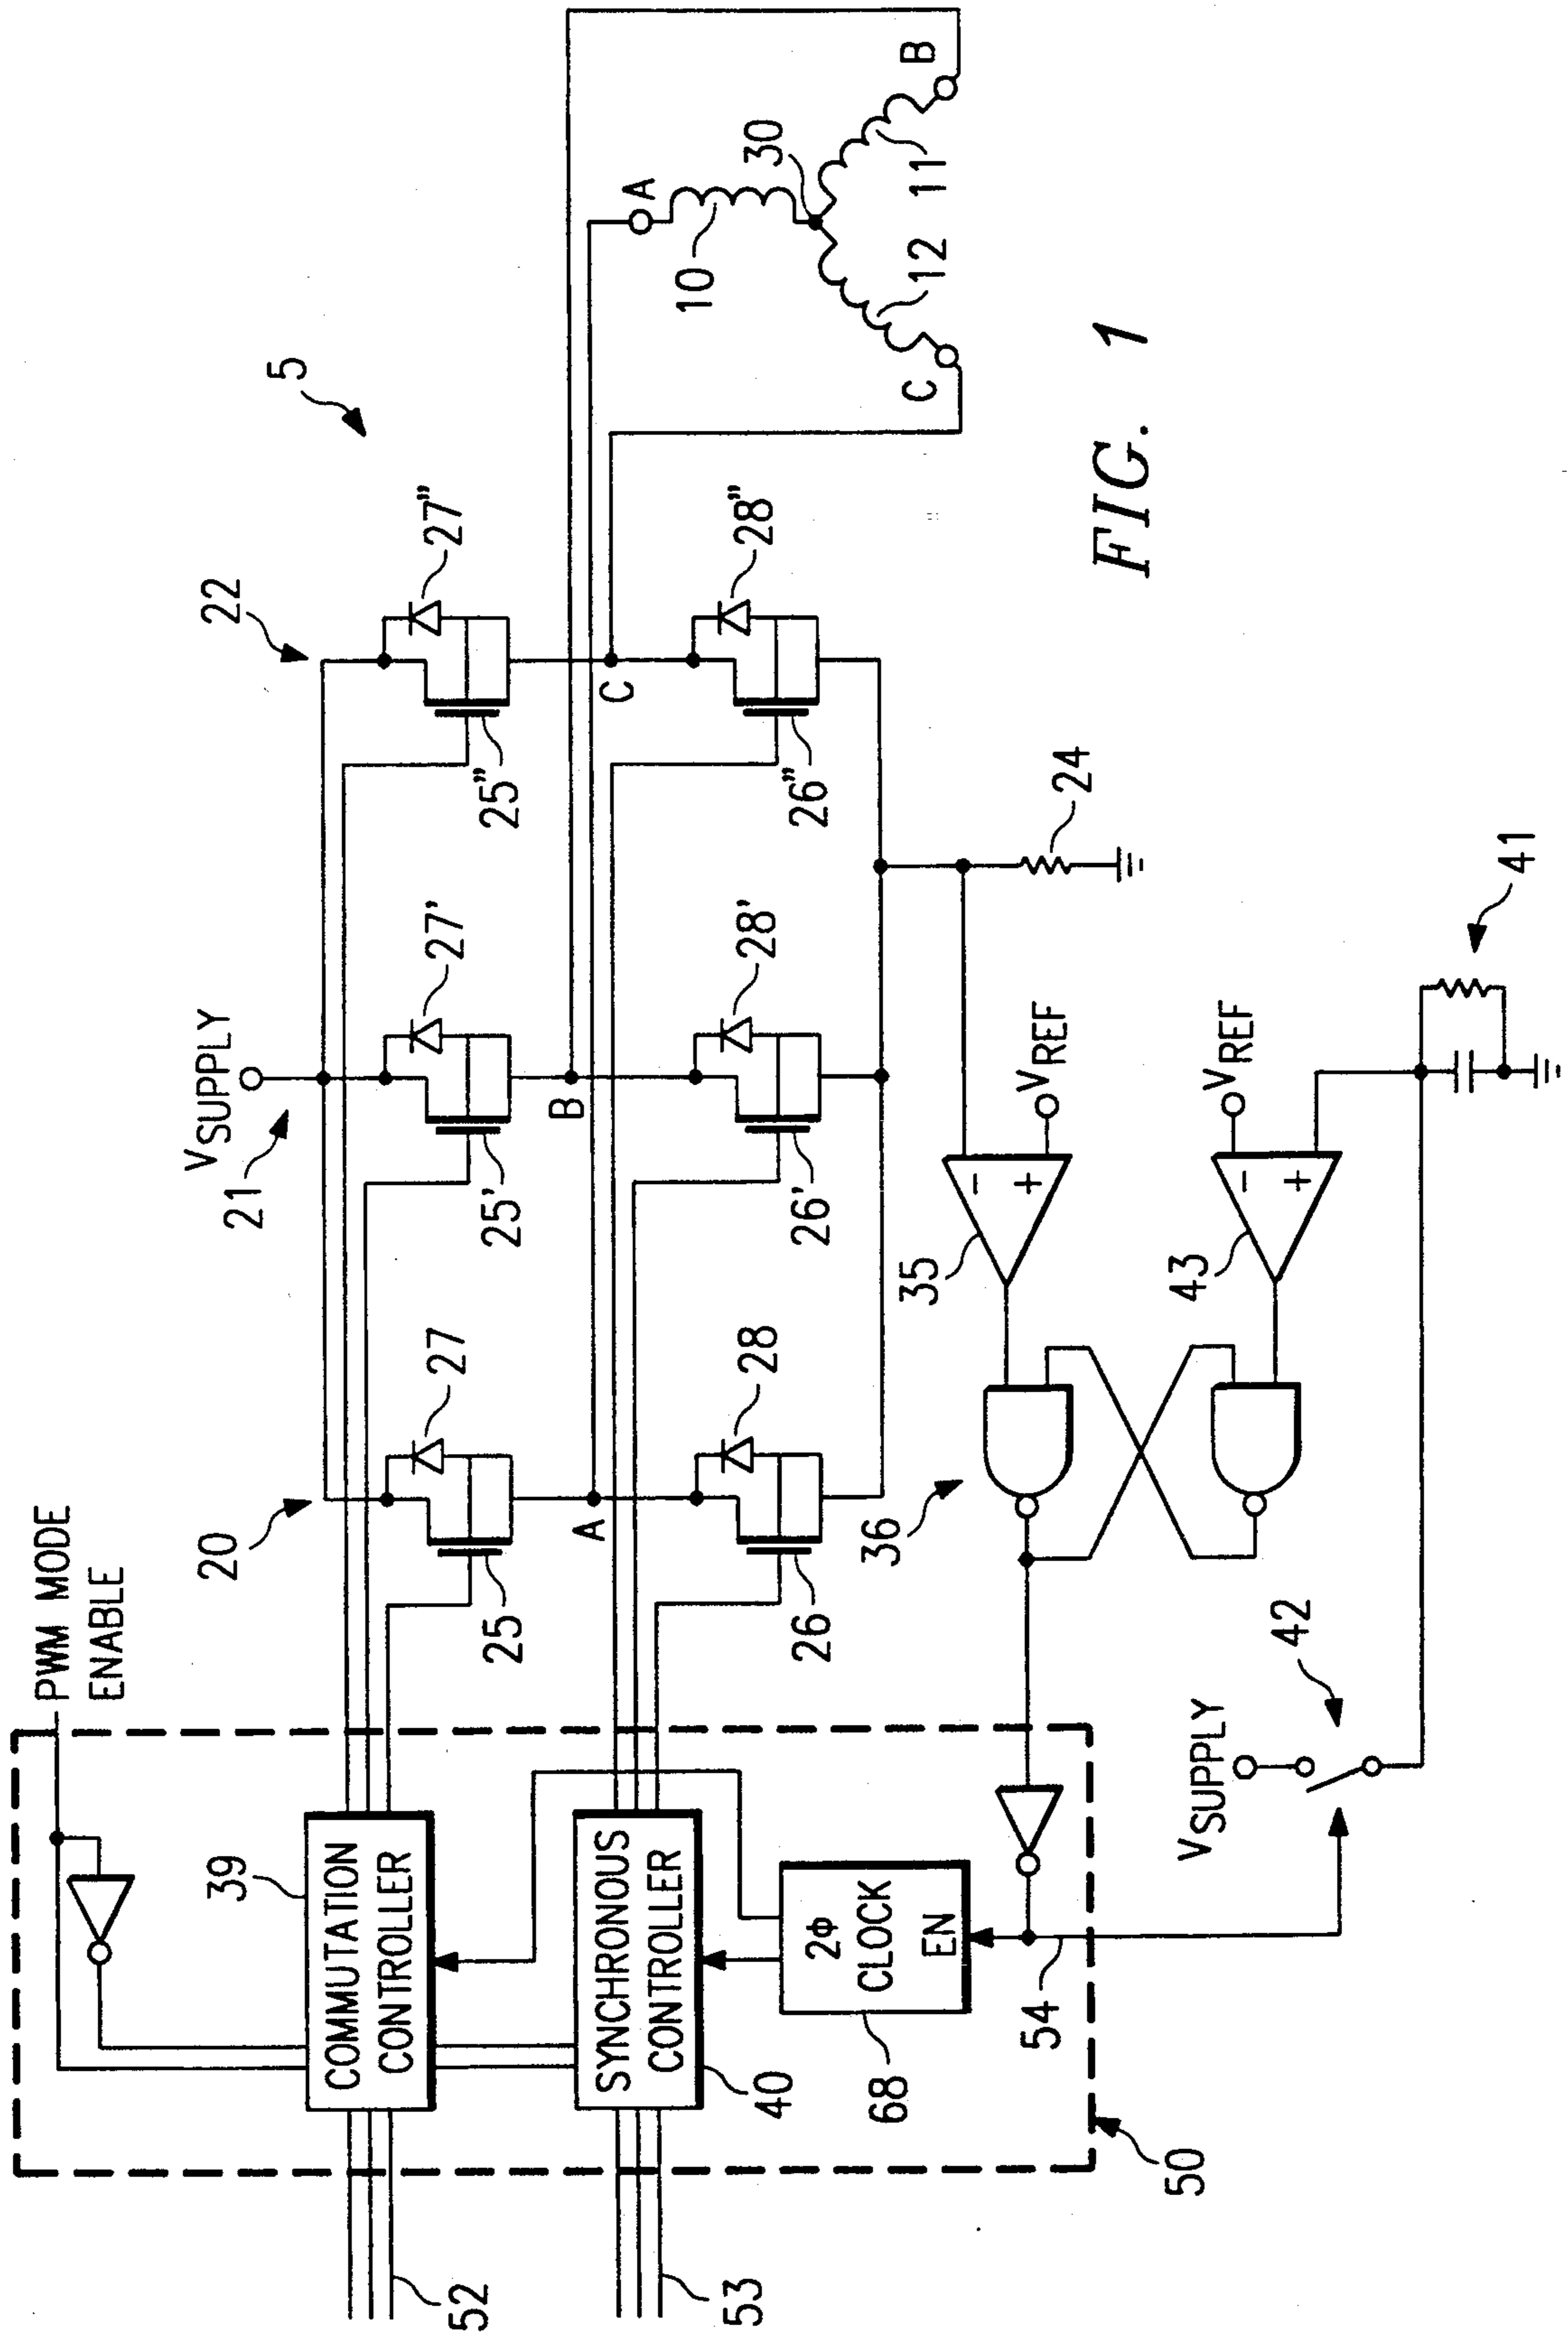 PWM MODE
ENABLE
20
21
VSUPPLY
22
5
39
COMMUTATION
CONTROLLER
52
25
27
25'
27'
25"
27"
A
B
C
SYNCHRONOUS
CONTROLLER
40
53
26
28
26'
28'
26"
28"
A
10
30
12
11
C
B
2Φ
CLOCK
EN
68
54
50
36
35
-
+
VREF
24
43
-
+
VREF
VSUPPLY
42
41
FIG. 1